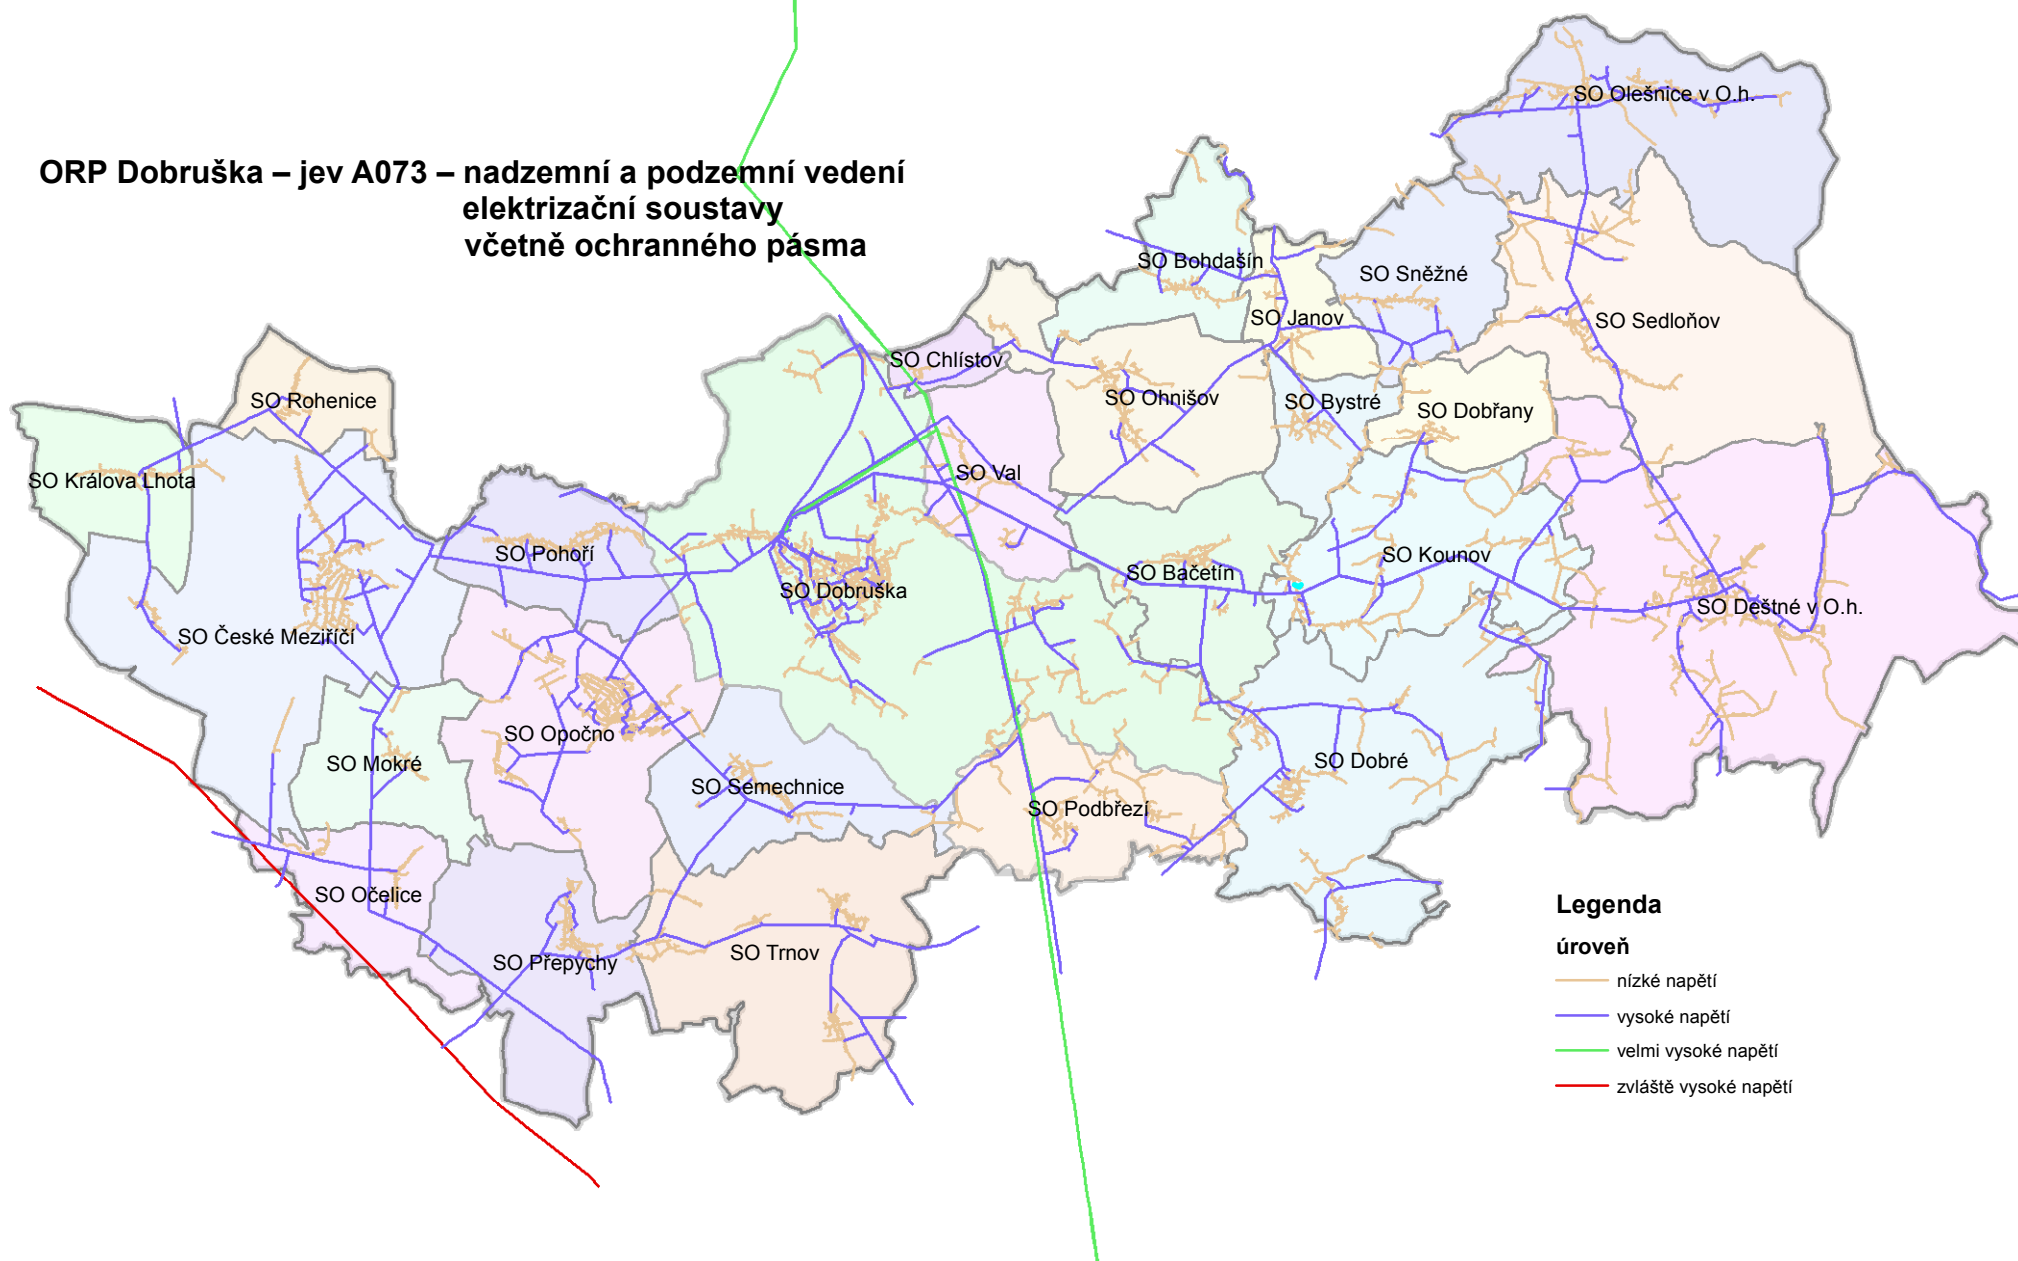 ORP Dobruška – jev A073 – nadzemní a podzemní vedení
elektrizační soustavy
včetně ochranného pásma
SO Olešnice v O.h.
SO Bohdašín
SO Sněžné
SO Janov
SO Sedloňov
SO Chlístov
SO Rohenice
SO Ohnišov
SO Bystré
SO Dobřany
SO Králova Lhota
SO Val
SO Pohoří
SO Kounov
SO Bačetín
SO Dobruška
SO Deštné v O.h.
SO České Meziříčí
SO Opočno
SO Mokré
SO Dobré
SO Semechnice
SO Podbřezí
SO Očelice
SO Trnov
SO Přepychy
Legenda
úroveň
nízké napětí
vysoké napětí
velmi vysoké napětí
zvláště vysoké napětí